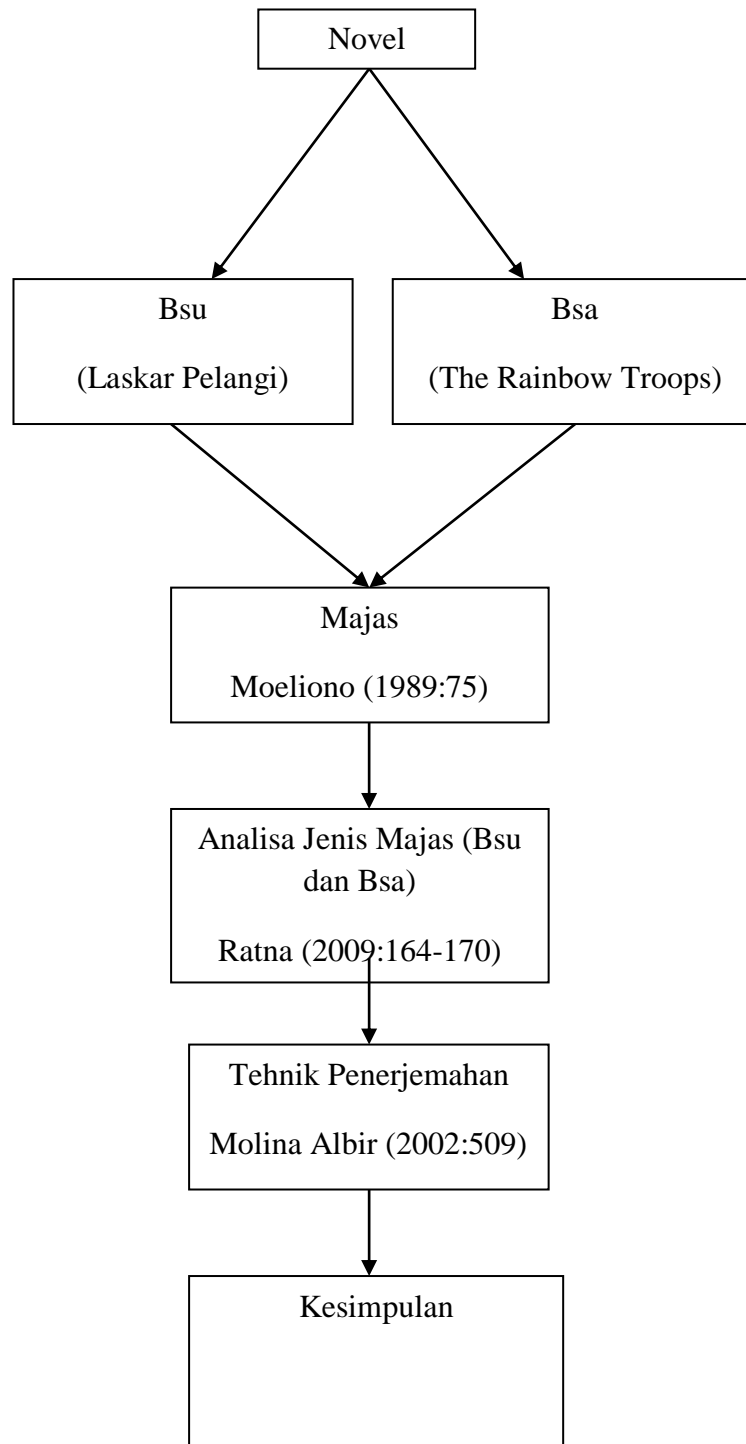 Novel
Bsu
(Laskar Pelangi)
Bsa
(The Rainbow Troops)
Majas
Moeliono (1989:75)
Analisa Jenis Majas (Bsu
dan Bsa)
Ratna (2009:164-170)
Tehnik Penerjemahan
Molina Albir (2002:509)
Kesimpulan